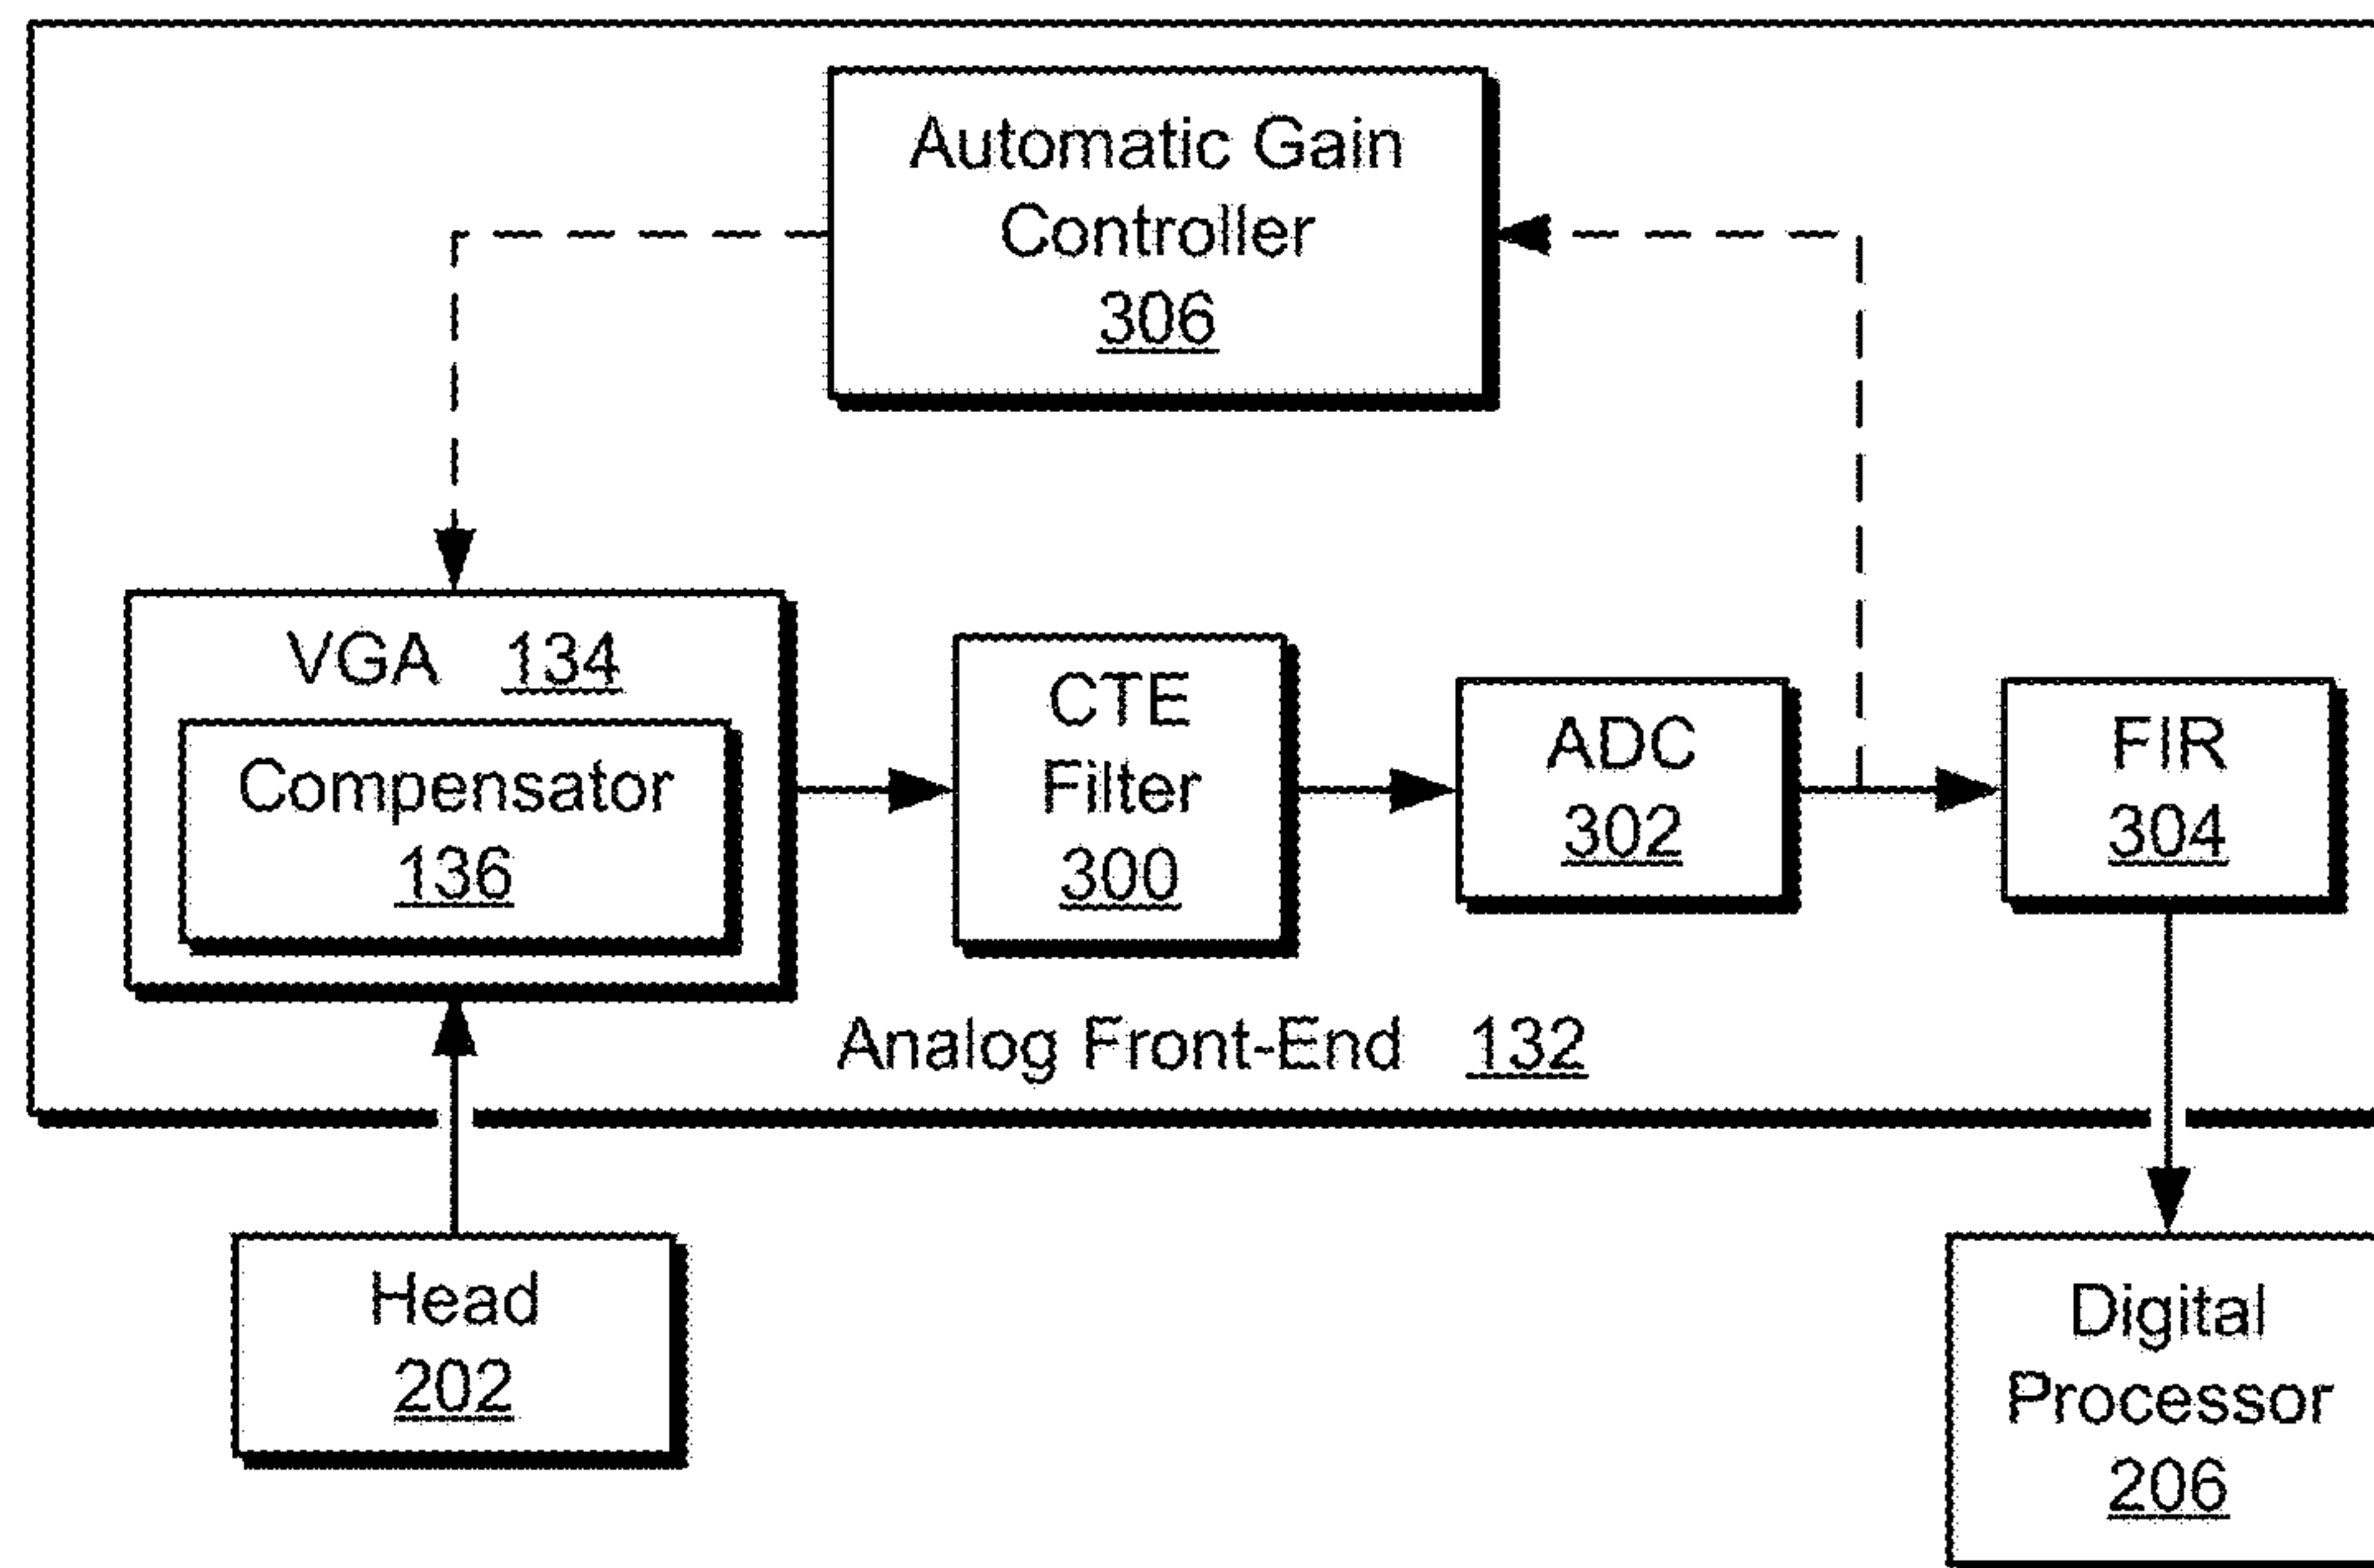 Automatic Gain
Controller
306
VGA 134
Compensator
136
CTE
Filter
300
ADC
302
FIR
304
Analog Front-End 132
Head
202
Digital
Processor
206